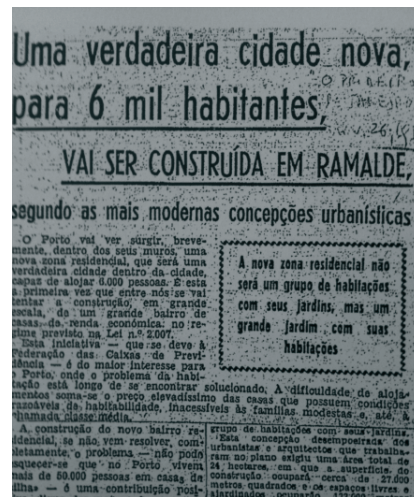 Uma verdadeira cidade nova,
para 6 mil habitantes,
O PRIMEIRO
VAI SER CONSTRUÍDA EM RAMALDE,
segundo as mais modernas concepções urbanísticas
O Porto vai ver surgir, breve-
mente, dentro dos seus muros, uma
nova zona residencial, que será uma
verdadeira cidade dentro da cidade,
capaz de alojar 6.000 pessoas. É esta
a primeira vez que entre nós se vai
tentar a construção, em grande
escala, de um grande bairro de
casas de renda económica no re-
gime previsto na Lei n.º 2.007.
Esta iniciativa — que se deve à
Federação das Caixas de Previ-
dência — é do maior interesse para
o Porto, onde o problema da habi-
tação está longe de se encontrar solucionado. A dificuldade de aloja-
mentos soma-se o preço elevadíssimo das casas que possuem condições
razoáveis de habitabilidade, inacessíveis às famílias modestas e, até, à
chamada classe média.
A nova zona residencial não
será um grupo de habitações
com seus jardins, mas um
grande jardim com suas
habitações
A construção do novo bairro re-
sidencial, se não vem resolver, com-
pletamente, o problema — não pode
esquecer-se que no Porto vivem
mais de 50.000 pessoas em casas de
ilhas — é uma contribuição posi-
grupo de habitações com seus jardins.
Esta concepção desempoeirada dos
urbanistas e arquitectos que trabalha-
ram no plano exigiu uma área total de
24 hectares, em que a superfície de
construção ocupará cerca de 27.000
metros quadrados e os espaços livres